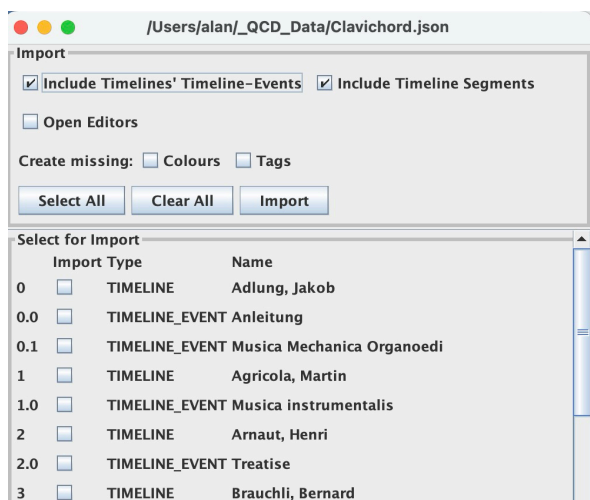 /Users/alan/_QCD_Data/Clavichord.json
Import
Include Timelines' Timeline-Events Include Timeline Segments
Open Editors
Create missing: Colours Tags
Select All Clear All Import
Select for Import
Import Type Name
0 TIMELINE Adlung, Jakob
0.0 TIMELINE_EVENT Anleitung
0.1 TIMELINE_EVENT Musica Mechanica Organoedi
1 TIMELINE Agricola, Martin
1.0 TIMELINE_EVENT Musica instrumentalis
2 TIMELINE Arnaut, Henri
2.0 TIMELINE_EVENT Treatise
3 TIMELINE Brauchli, Bernard